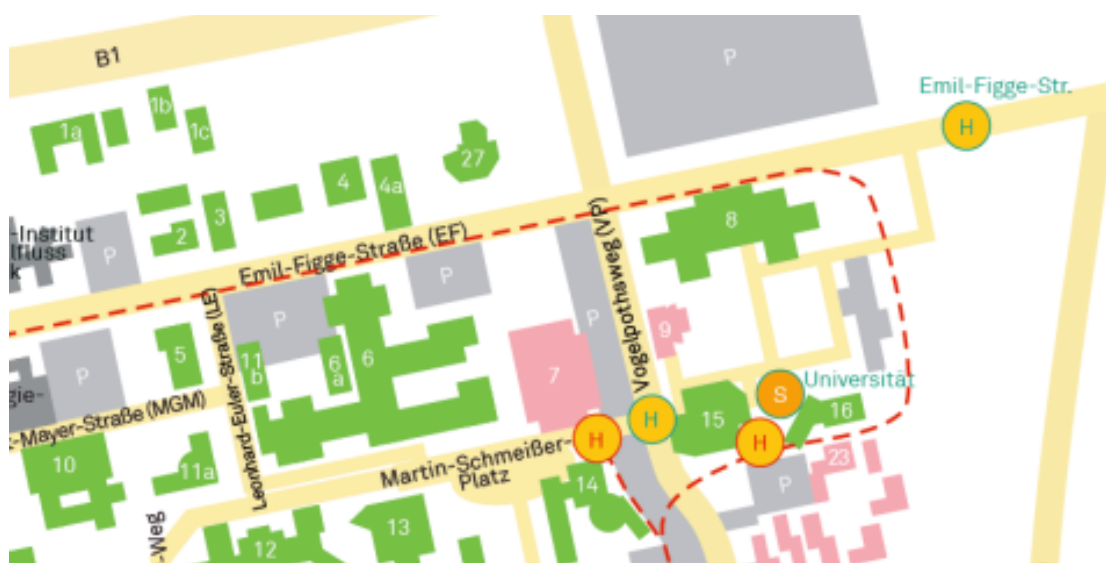 B1
P
Emil-Figge-Str.
H
1a
1b
1c
27
4
4a
3
2
8
-Institut
lfluss
k
P
Emil-Figge-Straße (EF)
P
Vogelpothsweg (VP)
P
P
9
Leonhard-Euler-Straße (LE)
5
P
11
b
6
a
6
7
gie-
S
Universität
-Mayer-Straße (MGM)
H
H
15
H
16
10
11a
Martin-Schmeißer-
Platz
14
P
23
13
12
-Weg